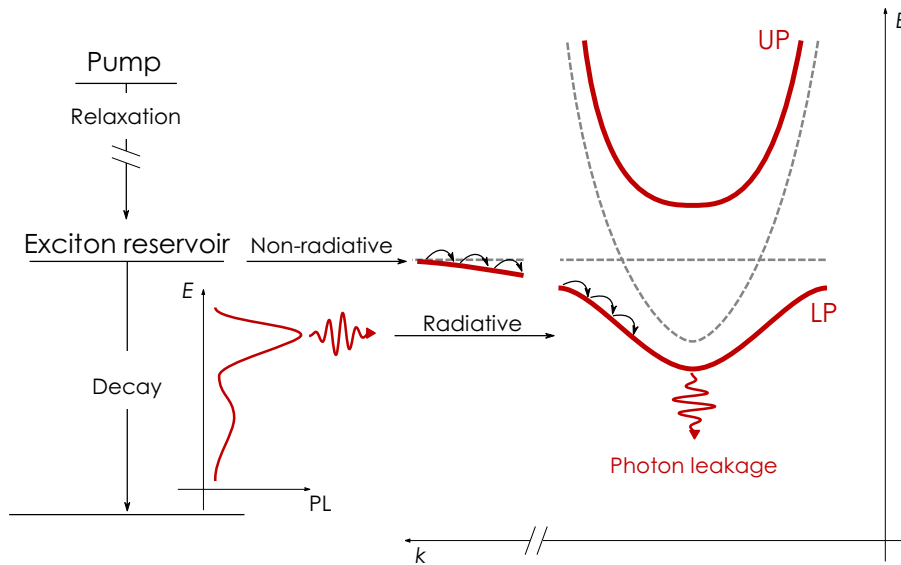 Pump
Relaxation
Exciton reservoir
Non-radiative
E
Radiative
Decay
PL
UP
LP
Photon leakage
E
k